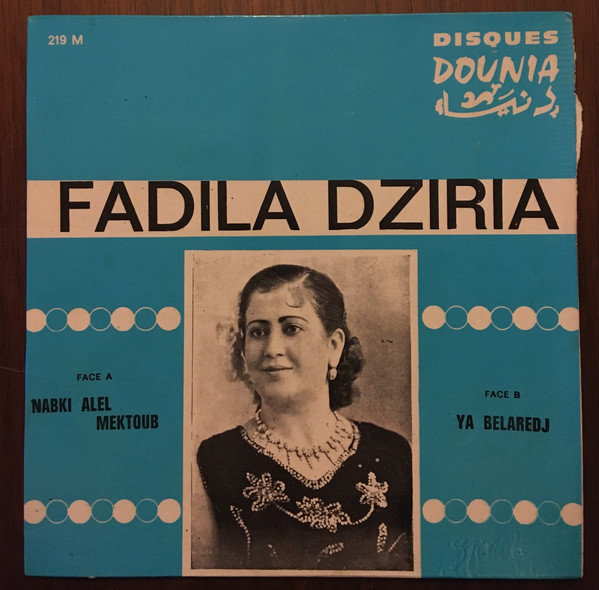 219 M
DISQUES
DOUNIA
دنيا
FADILA DZIRIA
FACE A
NABKI ALEL
MEKTOUB
FACE B
YA BELAREDJ